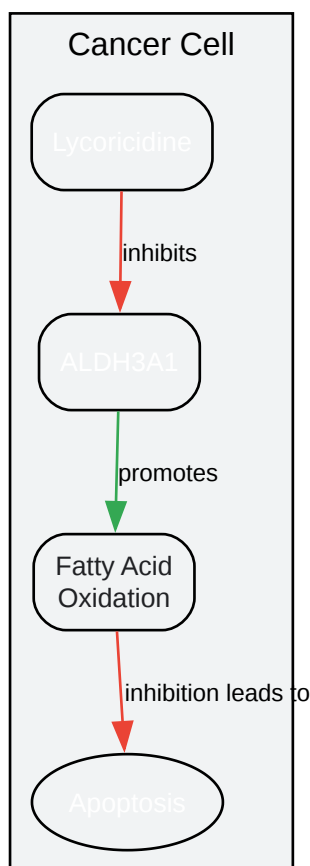 Cancer Cell
Lycoricidine
inhibits
ALDH3A1
promotes
Fatty Acid
Oxidation
inhibition leads to
Apoptosis